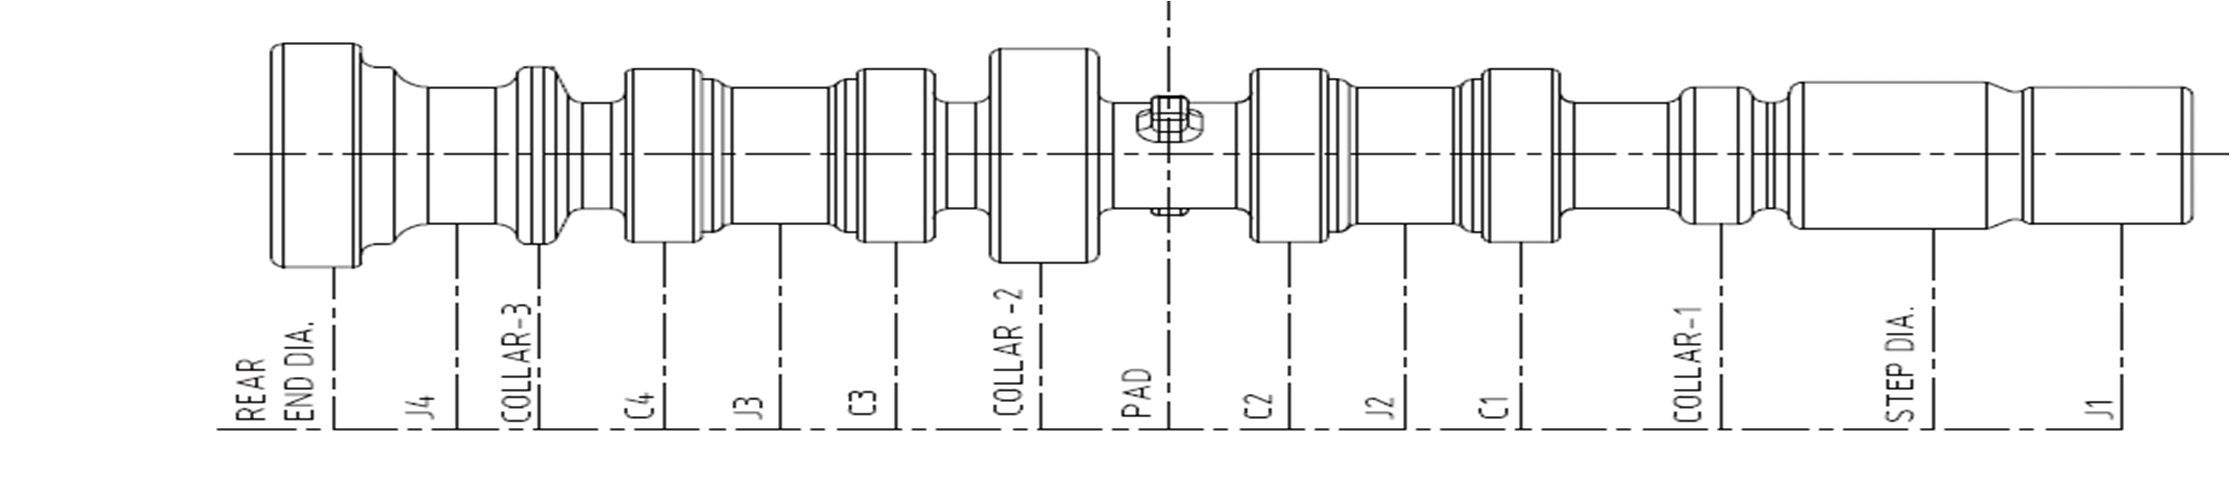 REAR
END DIA.
J4
COLLAR-3
C4
J3
C3
COLLAR -2
PAD
C2
J2
C1
COLLAR-1
STEP DIA.
J1